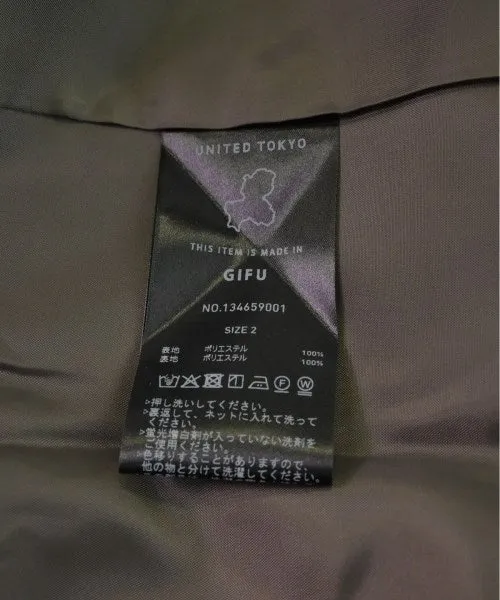 UNITED TOKYO
THIS ITEM IS MADE IN
GIFU
NO.134659001
SIZE 2
表地 ポリエステル 100%
裏地 ポリエステル 100%
>押し洗いしてください。
>裏返して、ネットに入れて洗って
ください。
>蛍光増白剤が入っていない洗剤を
ご使用ください。
色移りすることがありますので、
他の物と分けて洗濯してください。